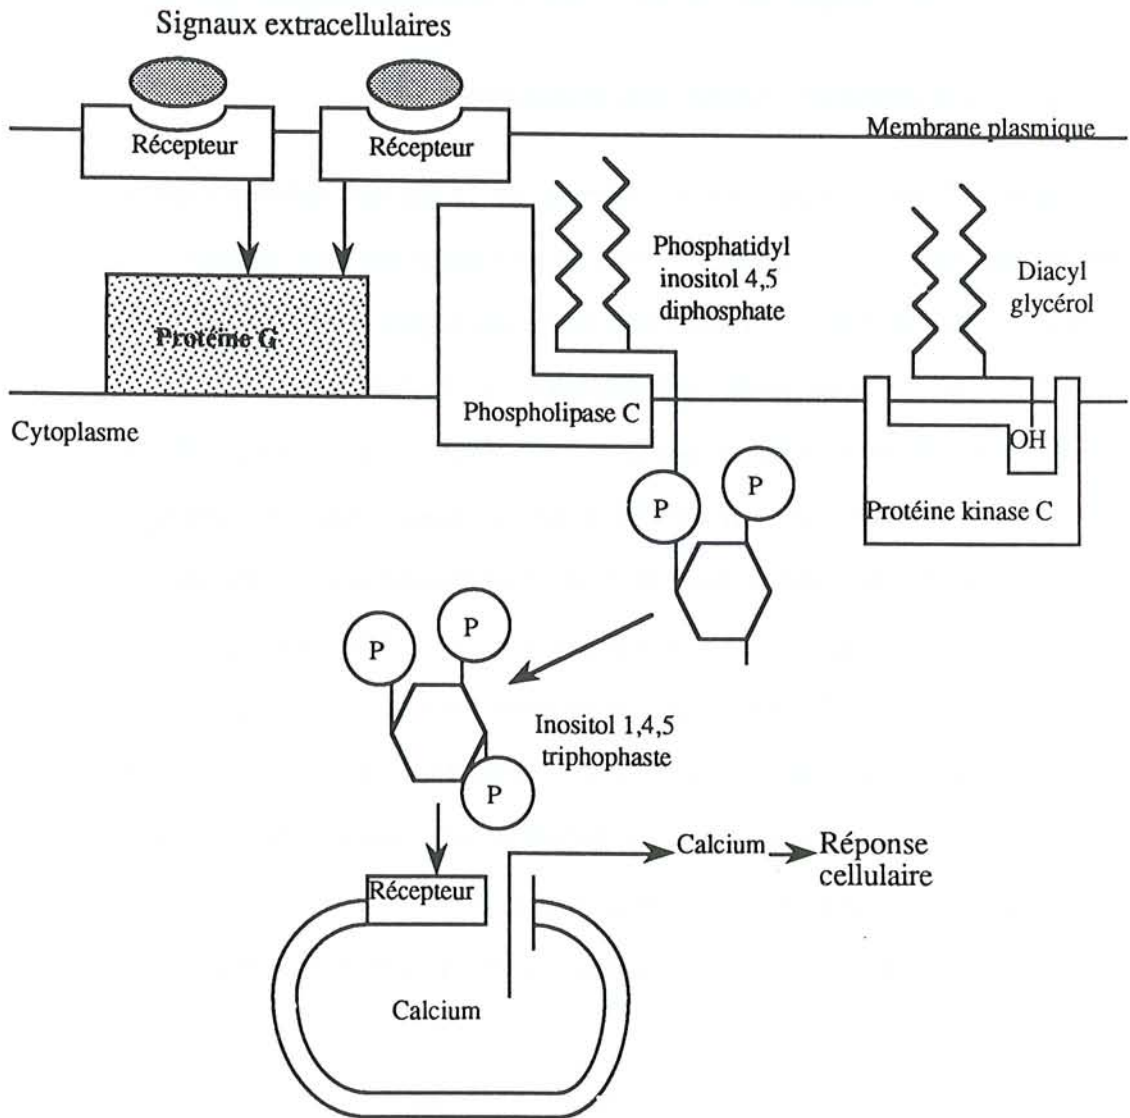 Signaux extracellulaires
Récepteur
Récepteur
Membrane plasmique
Phosphatidyl
inositol 4,5
diphosphate
Diacyl
glycérol
Protéine G
Phospholipase C
Cytoplasme
OH
Protéine kinase C
P
P
P
P
Inositol 1,4,5
triphophaste
P
Calcium
Réponse
cellulaire
Récepteur
Calcium